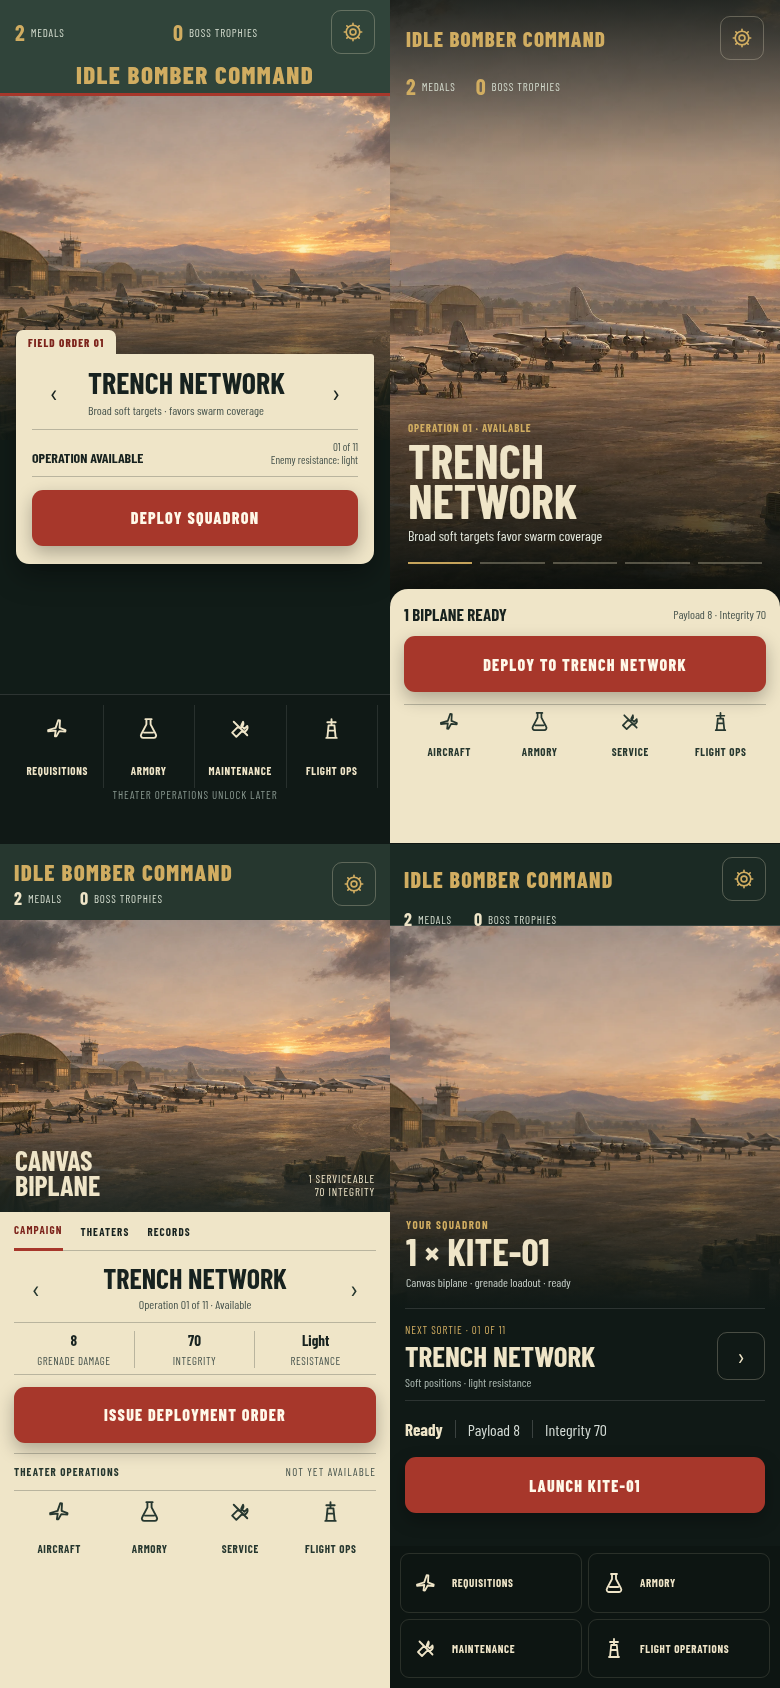 2 MEDALS
0 BOSS TROPHIES
IDLE BOMBER COMMAND
FIELD ORDER 01
‹ TRENCH NETWORK ›
Broad soft targets · favors swarm coverage
OPERATION AVAILABLE
01 of 11
Enemy resistance: light
DEPLOY SQUADRON
REQUISITIONS
ARMORY
MAINTENANCE
FLIGHT OPS
THEATER OPERATIONS UNLOCK LATER
IDLE BOMBER COMMAND
2 MEDALS
0 BOSS TROPHIES
OPERATION 01 · AVAILABLE
TRENCH
NETWORK
Broad soft targets favor swarm coverage
1 BIPLANE READY
Payload 8 · Integrity 70
DEPLOY TO TRENCH NETWORK
AIRCRAFT
ARMORY
SERVICE
FLIGHT OPS
IDLE BOMBER COMMAND
2 MEDALS
0 BOSS TROPHIES
CANVAS
BIPLANE
1 SERVICEABLE
70 INTEGRITY
CAMPAIGN
THEATERS
RECORDS
‹ TRENCH NETWORK ›
Operation 01 of 11 · Available
8
GRENADE DAMAGE
70
INTEGRITY
Light
RESISTANCE
ISSUE DEPLOYMENT ORDER
THEATER OPERATIONS
NOT YET AVAILABLE
AIRCRAFT
ARMORY
SERVICE
FLIGHT OPS
IDLE BOMBER COMMAND
2 MEDALS
0 BOSS TROPHIES
YOUR SQUADRON
1 × KITE-01
Canvas biplane · grenade loadout · ready
NEXT SORTIE · 01 OF 11
TRENCH NETWORK ›
Soft positions · light resistance
Ready
Payload 8
Integrity 70
LAUNCH KITE-01
REQUISITIONS
ARMORY
MAINTENANCE
FLIGHT OPERATIONS